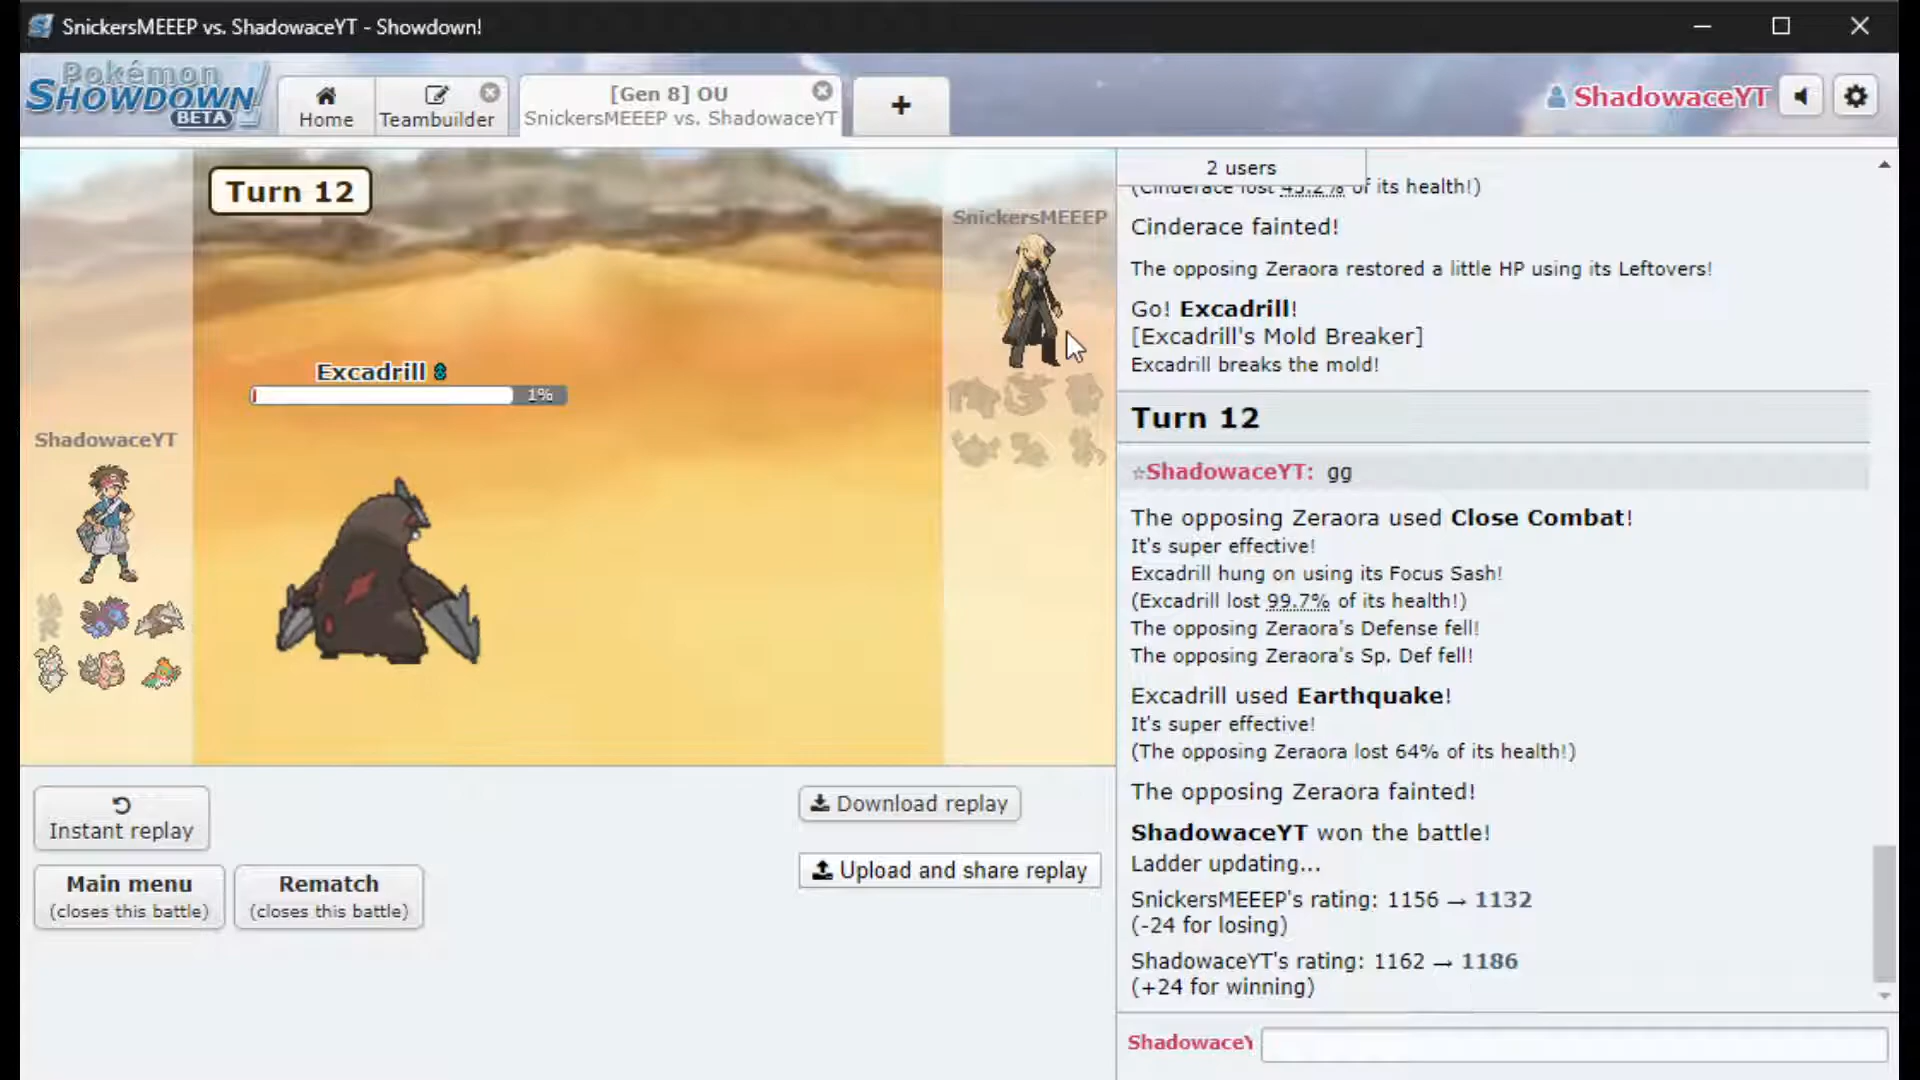 SnickersMEEEP vs. ShadowaceYT - Showdown!
Pokémon
SHOWDOWN!
BETA
Home
Teambuilder
[Gen 8] OU
SnickersMEEEP vs. ShadowaceYT
+
ShadowaceYT
Turn 12
SnickersMEEEP
Excadrill
1%
ShadowaceYT
Instant replay
Main menu
(closes this battle)
Rematch
(closes this battle)
Download replay
Upload and share replay
2 users
(Cinderace lost 45.2% of its health!)
Cinderace fainted!
The opposing Zeraora restored a little HP using its Leftovers!
Go! Excadrill!
[Excadrill's Mold Breaker]
Excadrill breaks the mold!
Turn 12
☆ShadowaceYT: gg
The opposing Zeraora used Close Combat!
It's super effective!
Excadrill hung on using its Focus Sash!
(Excadrill lost 99.7% of its health!)
The opposing Zeraora's Defense fell!
The opposing Zeraora's Sp. Def fell!
Excadrill used Earthquake!
It's super effective!
(The opposing Zeraora lost 64% of its health!)
The opposing Zeraora fainted!
ShadowaceYT won the battle!
Ladder updating...
SnickersMEEEP's rating: 1156 → 1132
(-24 for losing)
ShadowaceYT's rating: 1162 → 1186
(+24 for winning)
ShadowaceY